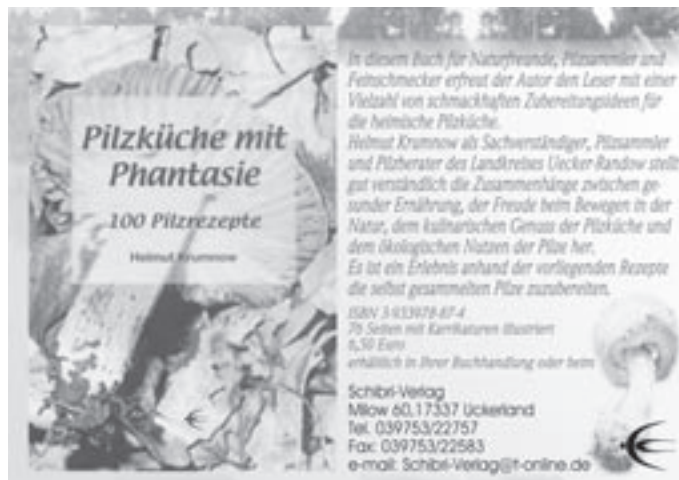 Pilzküche mit
Phantasie
100 Pilzrezepte
Helmut Krumnow
In diesem Buch für Naturfreunde, Pilzsammler und
Feinschmecker erfreut der Autor den Leser mit einer
Vielzahl von schmackhaften Zubereitungsideen für
die heimische Pilzküche.
Helmut Krumnow als Sachverständiger, Pilzsammler
und Pilzberater des Landkreises Uecker-Randow stellt
gut verständlich die Zusammenhänge zwischen ge-
sunder Ernährung, der Freude beim Bewegen in der
Natur, dem kulinarischen Genuss der Pilzküche und
dem ökologischen Nutzen der Pilze her.
Es ist ein Erlebnis anhand der vorliegenden Rezepte
die selbst gesammelten Pilze zuzubereiten.
ISBN 3-933978-87-4
76 Seiten mit Karrikaturen illustriert
6,50 Euro
erhältlich in Ihrer Buchhandlung oder beim
Schibri-Verlag
Milow 60, 17337 Uckerland
Tel. 039753/22757
Fax: 039753/22583
e-mail: Schibri-Verlag@t-online.de